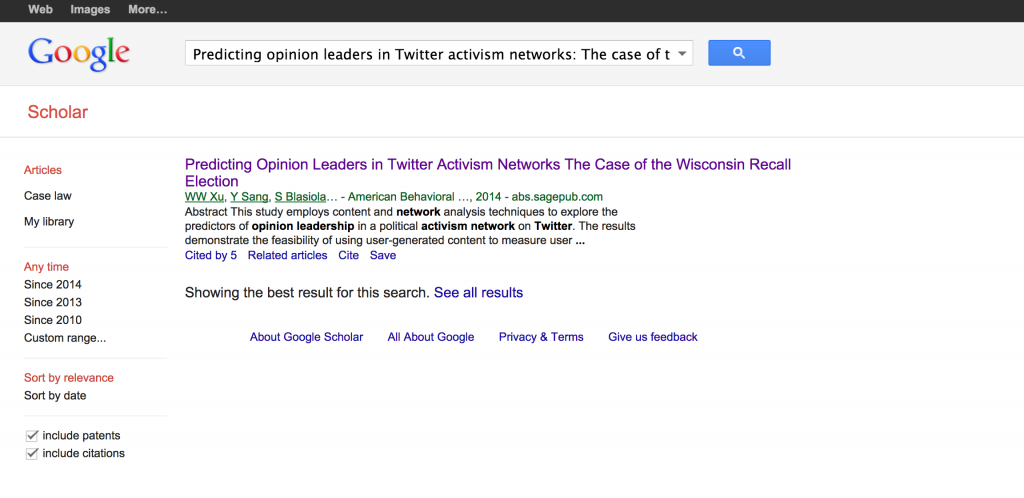 Web Images More...
Google
Predicting opinion leaders in Twitter activism networks: The case of t
Scholar
Articles
Case law
My library
Any time
Since 2014
Since 2013
Since 2010
Custom range...
Sort by relevance
Sort by date
include patents
include citations
Predicting Opinion Leaders in Twitter Activism Networks The Case of the Wisconsin Recall
Election
WW Xu, Y Sang, S Blasiola… - American Behavioral …, 2014 - abs.sagepub.com
Abstract This study employs content and network analysis techniques to explore the
predictors of opinion leadership in a political activism network on Twitter. The results
demonstrate the feasibility of using user-generated content to measure user ...
Cited by 5 Related articles Cite Save
Showing the best result for this search. See all results
About Google Scholar All About Google Privacy & Terms Give us feedback